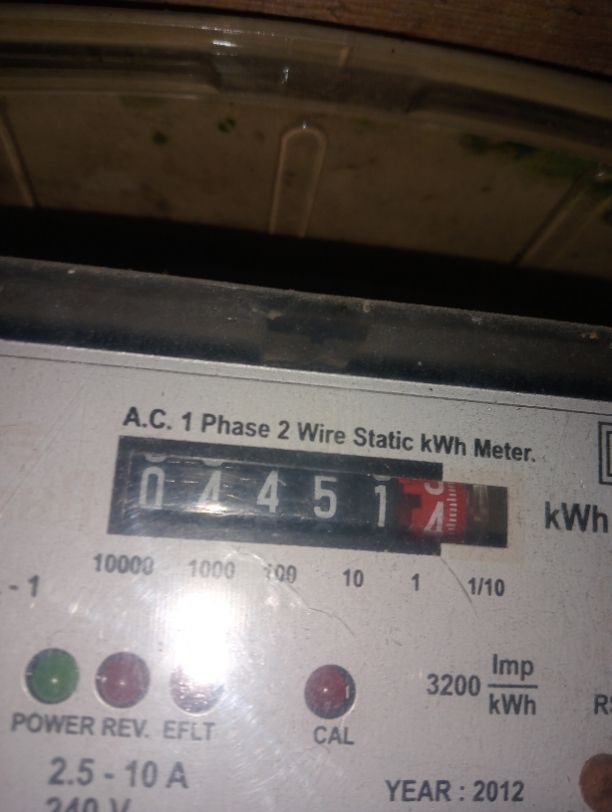 A.C. 1 Phase 2 Wire Static kWh Meter.
0 4 4 5 1 4 kWh
- 1 10000 1000 100 10 1 1/10
3200 Imp/kWh
POWER REV. EFLT CAL
2.5 - 10 A
240 V
YEAR : 2012